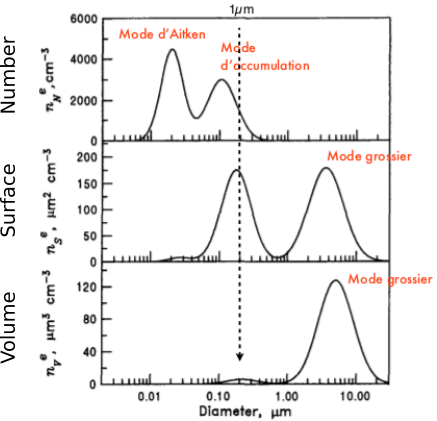 1μm
6000
Mode d'Aitken
Mode
d'accumulation
4000
2000
0
Number
n_N^e, cm⁻³
Mode grossier
200
150
100
50
0
Surface
n_S^e, μm² cm⁻³
Mode grossier
120
80
40
0
Volume
n_V^e, μm³ cm⁻³
0.01
0.10
1.00
10.00
Diameter, μm